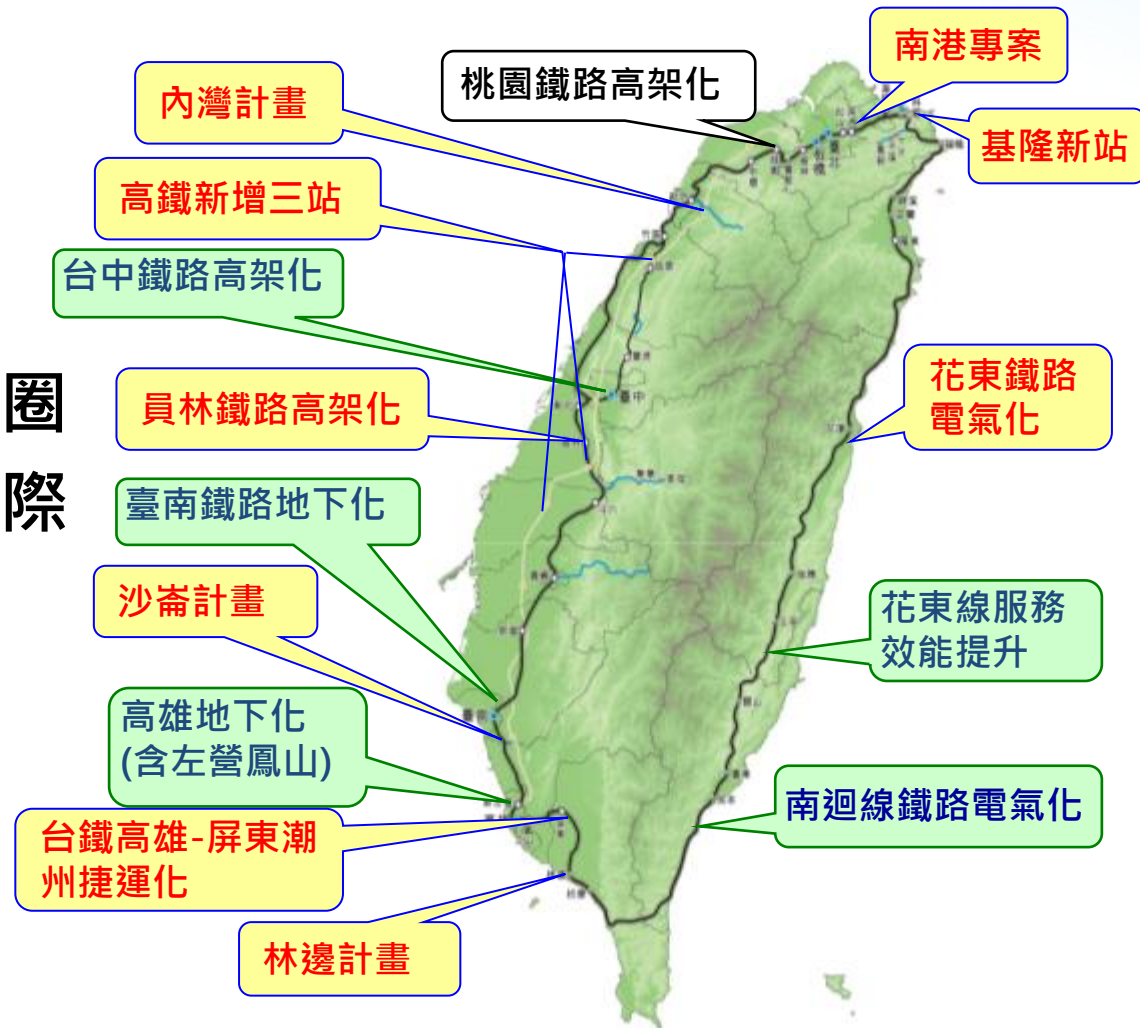 南港專案
桃園鐵路高架化
內灣計畫
基隆新站
高鐵新增三站
台中鐵路高架化
圈
際
員林鐵路高架化
花東鐵路
電氣化
臺南鐵路地下化
沙崙計畫
花東線服務
效能提升
高雄地下化
(含左營鳳山)
南迴線鐵路電氣化
台鐵高雄-屏東潮
州捷運化
林邊計畫
臺中